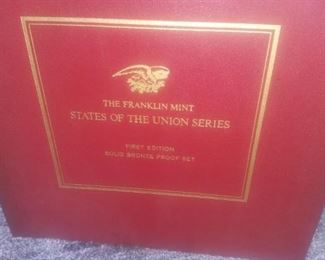 THE FRANKLIN MINT
STATES OF THE UNION SERIES
FIRST EDITION
SOLID BRONZE PROOF SET